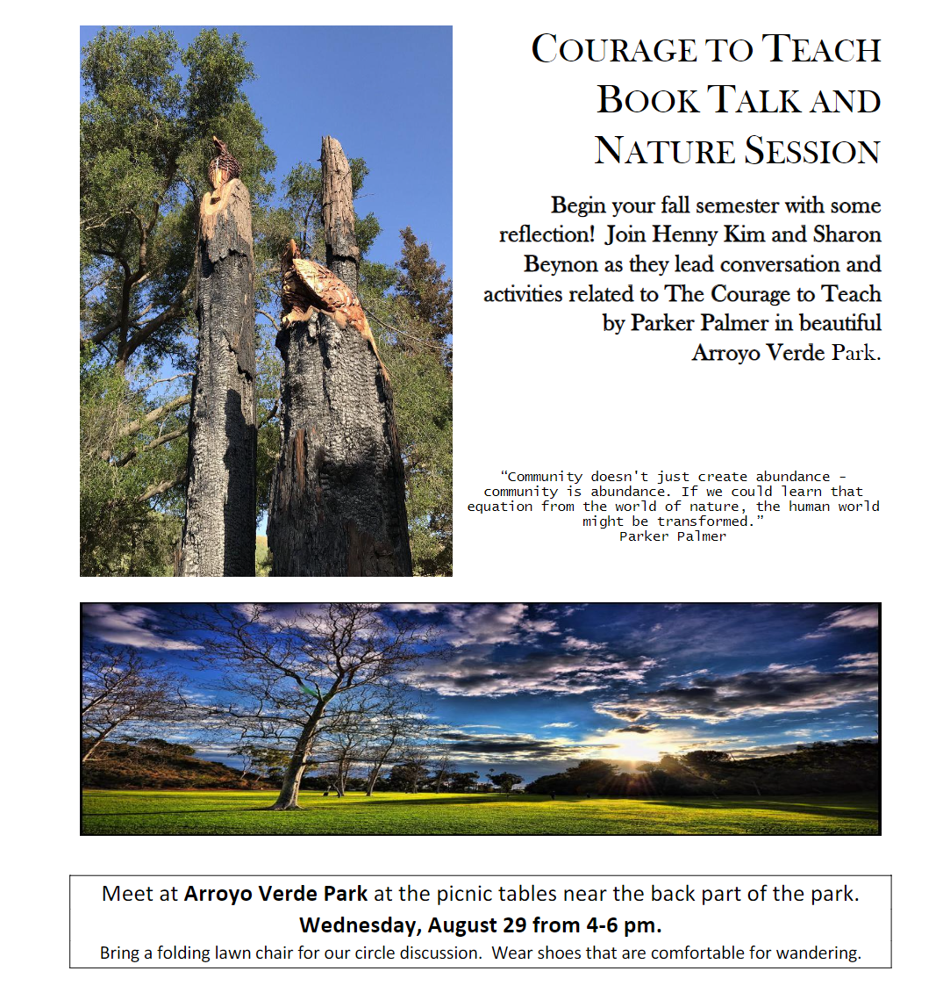 COURAGE TO TEACH
BOOK TALK AND
NATURE SESSION
Begin your fall semester with some
reflection!  Join Henny Kim and Sharon
Beynon as they lead conversation and
activities related to The Courage to Teach
by Parker Palmer in beautiful
Arroyo Verde Park.
“Community doesn't just create abundance –
community is abundance. If we could learn that
equation from the world of nature, the human world
might be transformed.”
Parker Palmer
Meet at Arroyo Verde Park at the picnic tables near the back part of the park.
Wednesday, August 29 from 4-6 pm.
Bring a folding lawn chair for our circle discussion.  Wear shoes that are comfortable for wandering.